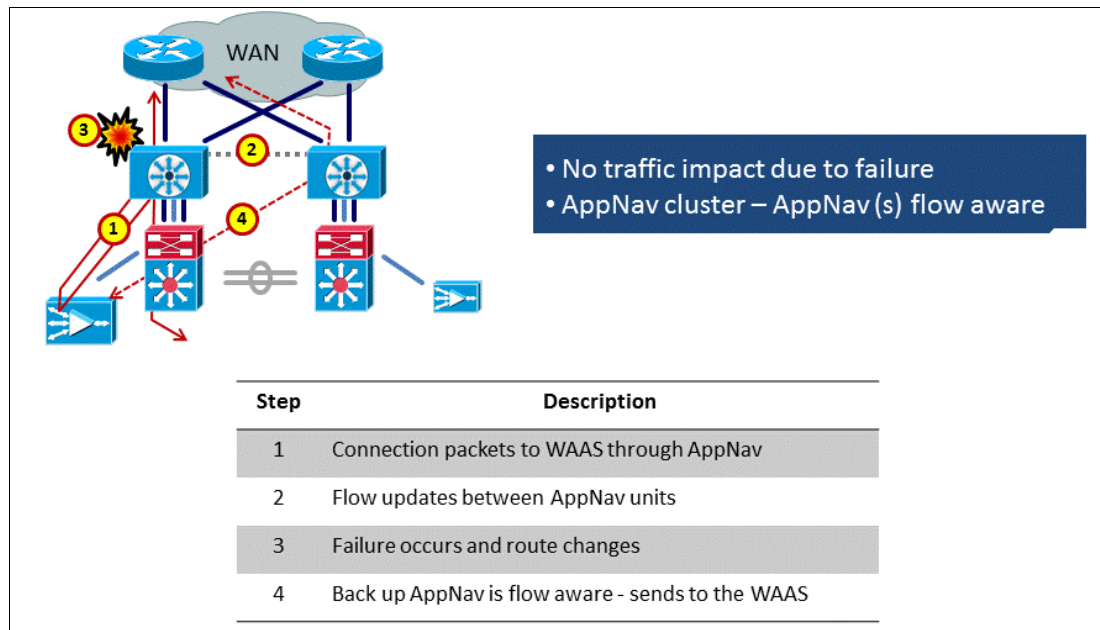 WAN
3
2
4
1
• No traffic impact due to failure
• AppNav cluster – AppNav (s) flow aware
Step Description
1 Connection packets to WAAS through AppNav
2 Flow updates between AppNav units
3 Failure occurs and route changes
4 Back up AppNav is flow aware - sends to the WAAS